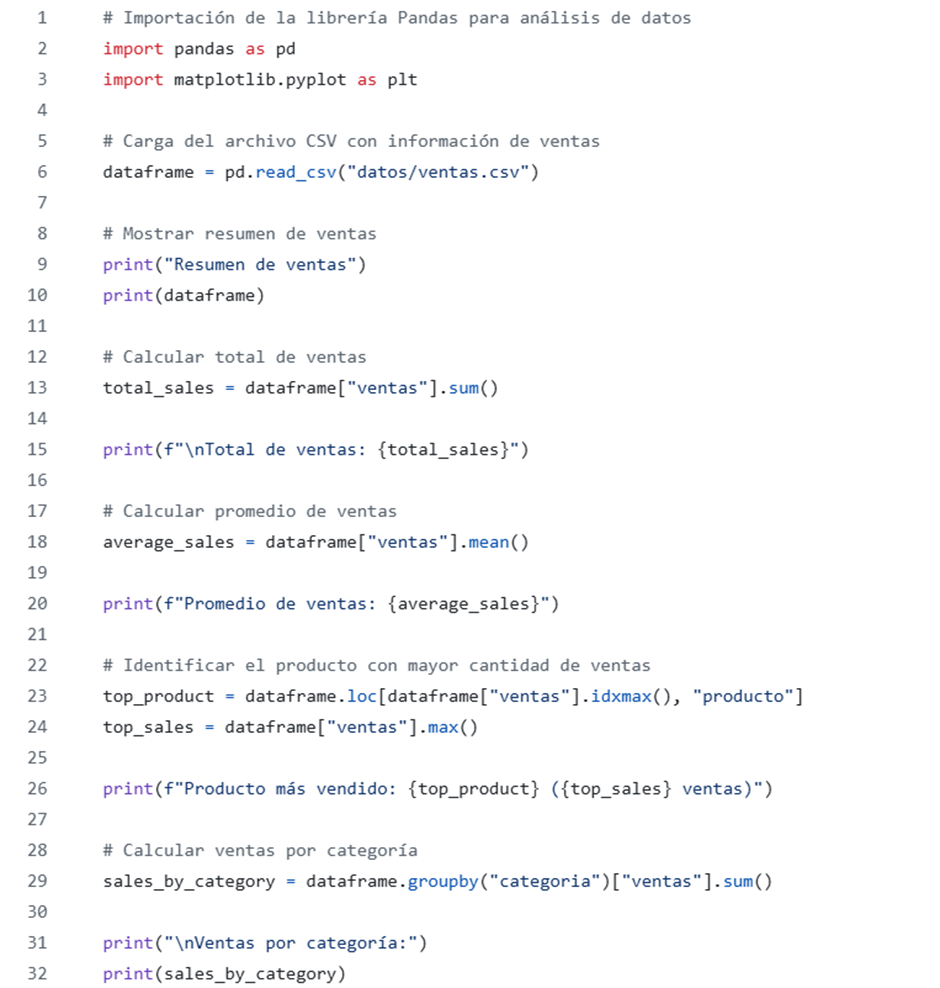 1 # Importación de la librería Pandas para análisis de datos
2 import pandas as pd
3 import matplotlib.pyplot as plt
4
5 # Carga del archivo CSV con información de ventas
6 dataframe = pd.read_csv("datos/ventas.csv")
7
8 # Mostrar resumen de ventas
9 print("Resumen de ventas")
10 print(dataframe)
11
12 # Calcular total de ventas
13 total_sales = dataframe["ventas"].sum()
14
15 print(f"\nTotal de ventas: {total_sales}")
16
17 # Calcular promedio de ventas
18 average_sales = dataframe["ventas"].mean()
19
20 print(f"Promedio de ventas: {average_sales}")
21
22 # Identificar el producto con mayor cantidad de ventas
23 top_product = dataframe.loc[dataframe["ventas"].idxmax(), "producto"]
24 top_sales = dataframe["ventas"].max()
25
26 print(f"Producto más vendido: {top_product} ({top_sales} ventas)")
27
28 # Calcular ventas por categoría
29 sales_by_category = dataframe.groupby("categoria")["ventas"].sum()
30
31 print("\nVentas por categoría:")
32 print(sales_by_category)